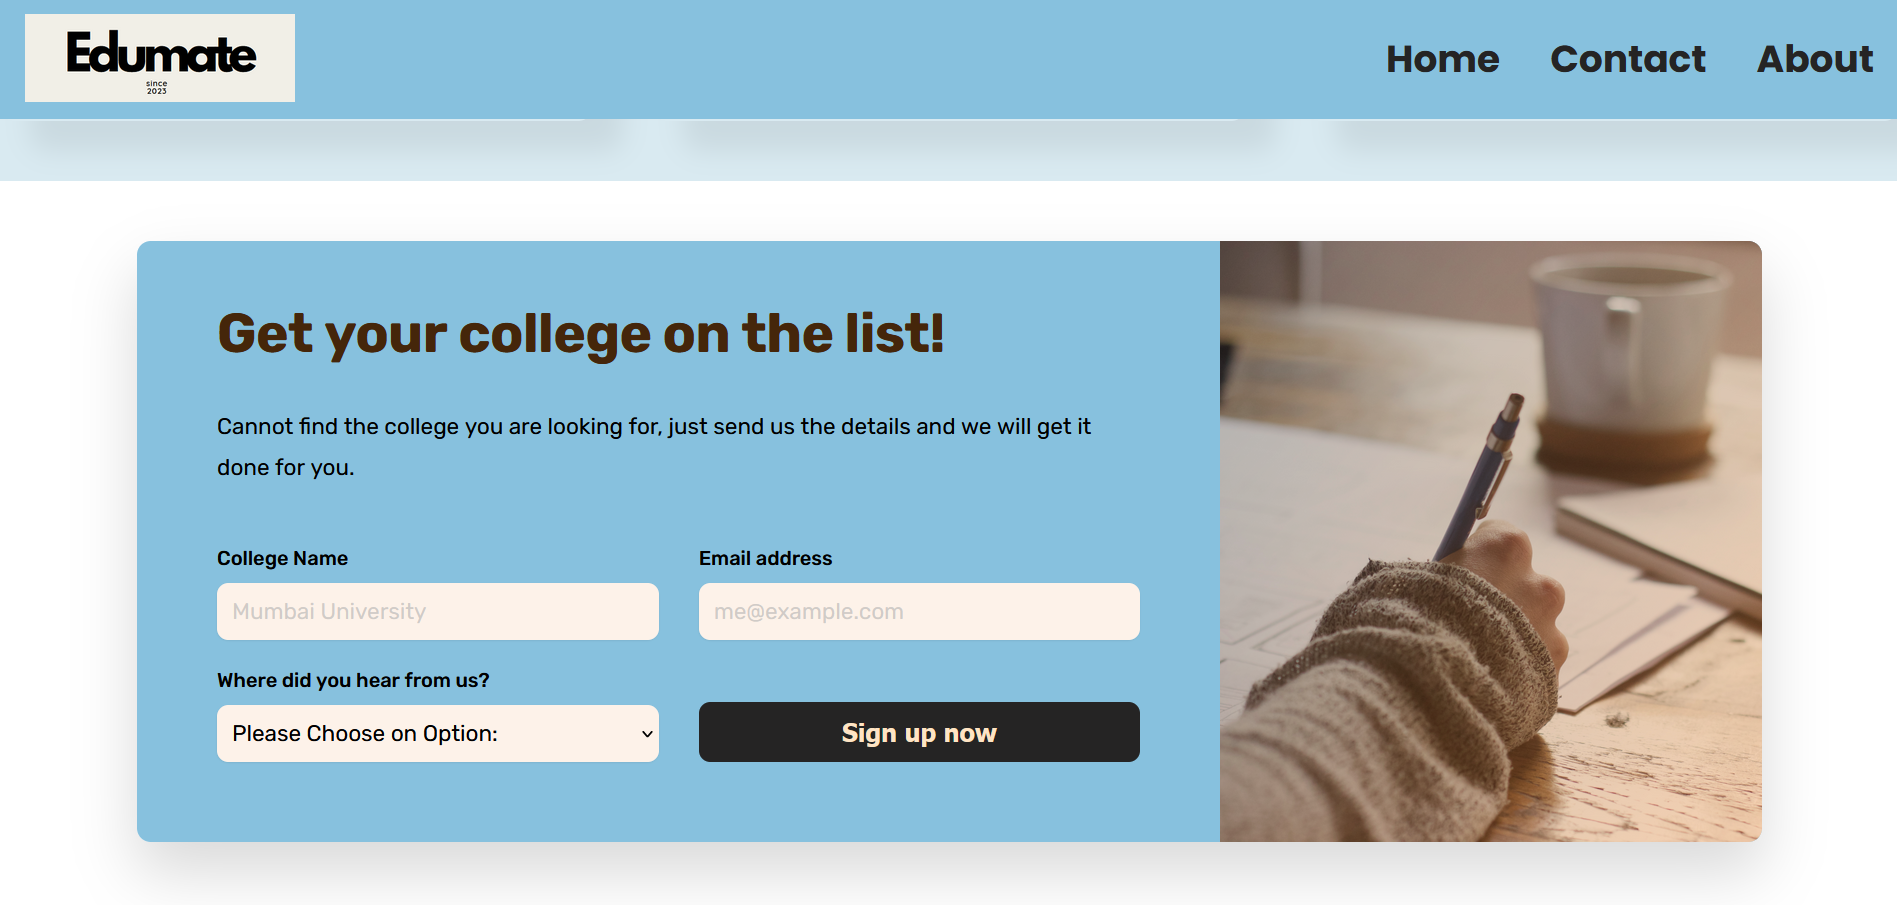 Edumate
since
2023
Home Contact About
Get your college on the list!
Cannot find the college you are looking for, just send us the details and we will get it
done for you.
College Name
Email address
Mumbai University
me@example.com
Where did you hear from us?
Please Choose on Option:
Sign up now